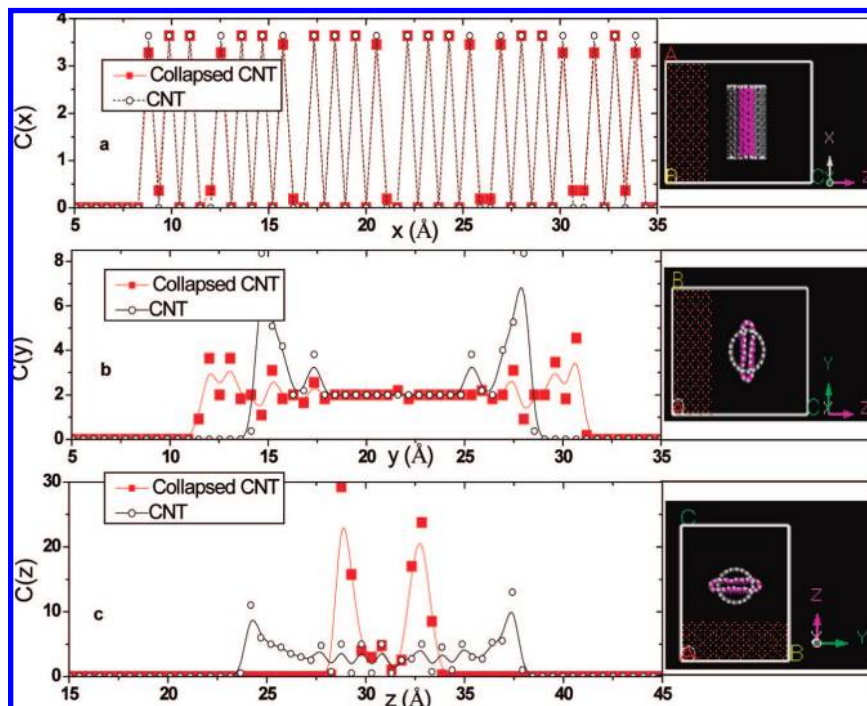 C(x)
4
3
2
1
0
Collapsed CNT
CNT
a
5 10 15 20 25 30 35
x (Å)
A
B
C
X
Z
C(y)
8
6
4
2
0
Collapsed CNT
CNT
b
5 10 15 20 25 30 35
y (Å)
B
C
Y
X
Z
C(z)
30
20
10
0
Collapsed CNT
CNT
c
15 20 25 30 35 40 45
z (Å)
C
B
Z
X
Y